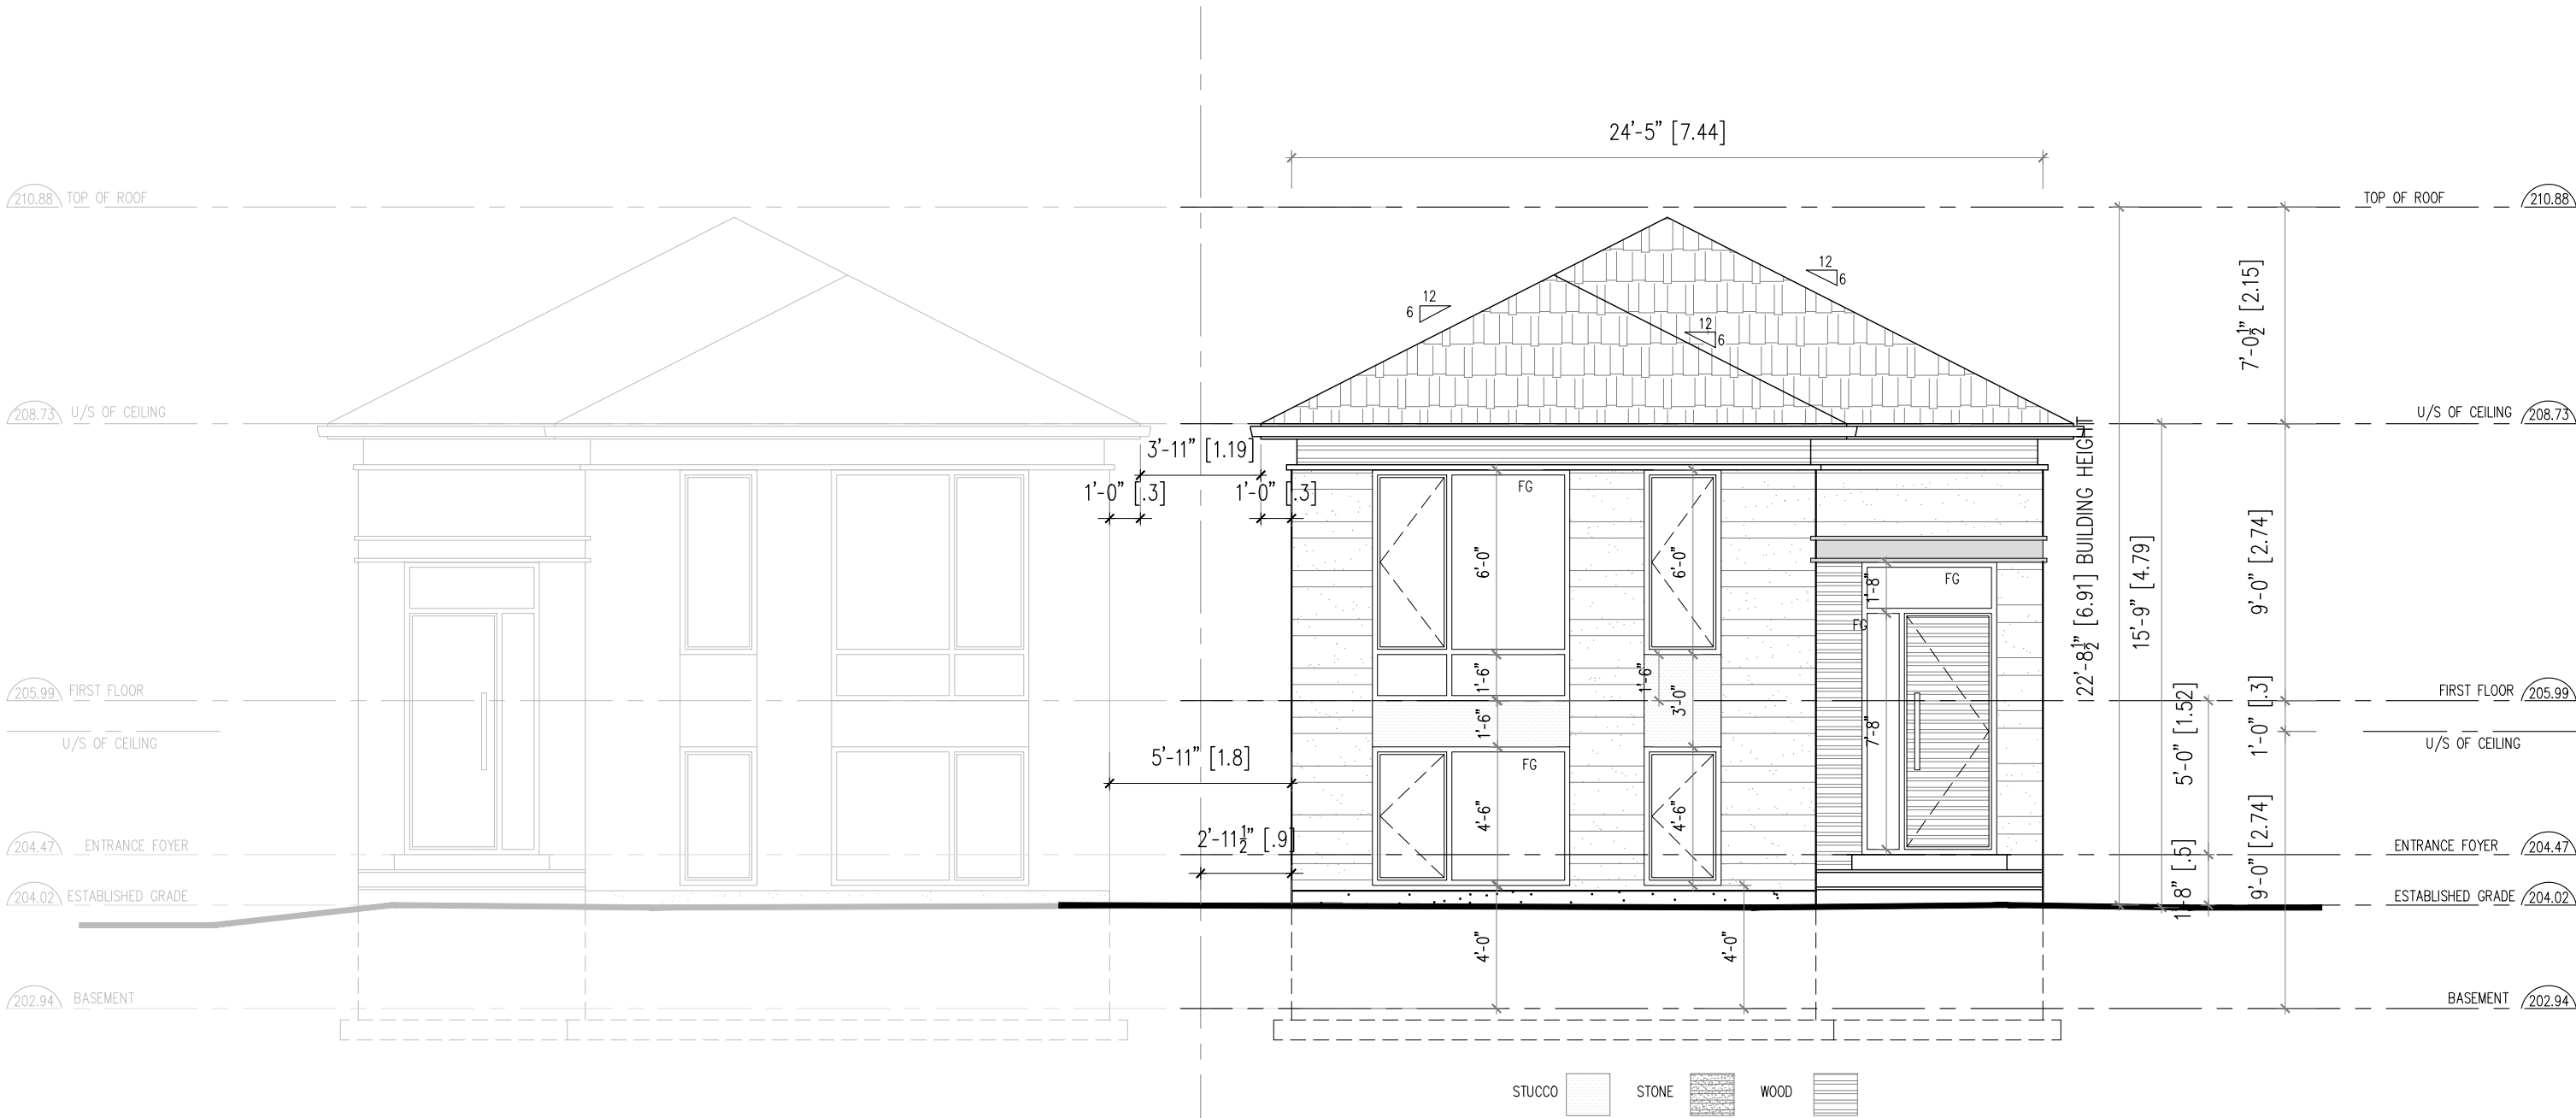 24'-5" [7.44]
210.88 TOP OF ROOF
TOP OF ROOF 210.88
12
6
12
6
12
6
7'-0½" [2.15]
208.73 U/S OF CEILING
U/S OF CEILING 208.73
3'-11" [1.19]
1'-0" [.3]
1'-0" [.3]
FG
6'-0"
6'-0"
FG
1'-8"
FG
22'-8½" [6.91] BUILDING HEIGHT
15'-9" [4.79]
9'-0" [2.74]
1'-6"
1'-6"
3'-0"
205.99 FIRST FLOOR
FIRST FLOOR 205.99
1'-6"
7'-8"
5'-0" [1.52]
1'-0" [.3]
U/S OF CEILING
U/S OF CEILING
5'-11" [1.8]
FG
4'-6"
4'-6"
2'-11½" [.9]
204.47 ENTRANCE FOYER
ENTRANCE FOYER 204.47
1'-8" [.5]
9'-0" [2.74]
204.02 ESTABLISHED GRADE
ESTABLISHED GRADE 204.02
4'-0"
4'-0"
202.94 BASEMENT
BASEMENT 202.94
STUCCO STONE WOOD